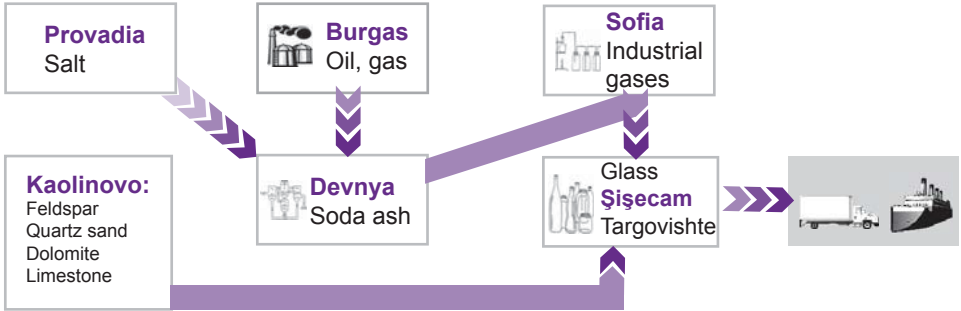 Provadia
Salt
Burgas
Oil, gas
Sofia
Industrial
gases
Kaolinovo:
Feldspar
Quartz sand
Dolomite
Limestone
Devnya
Soda ash
Glass
Şişecam
Targovishte